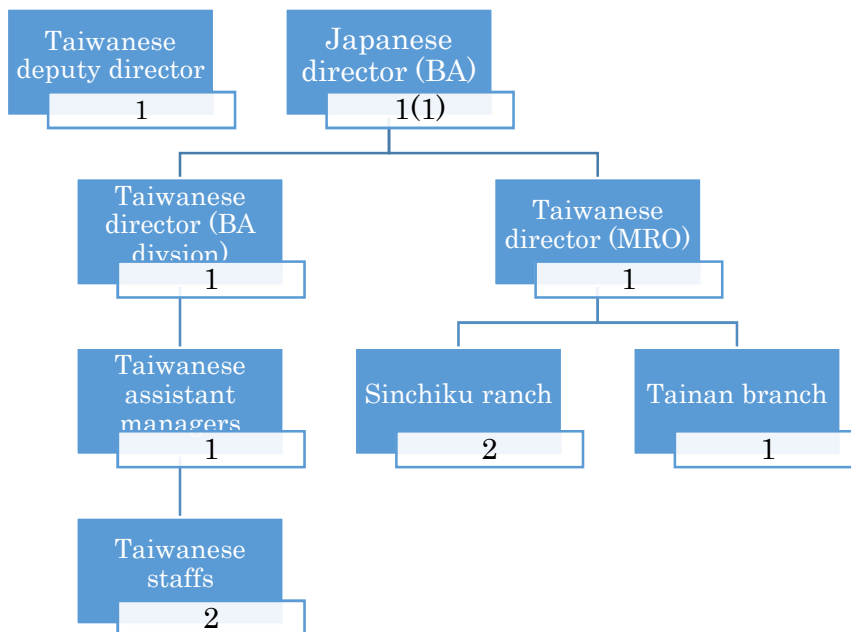 Taiwanese
deputy director
1
Japanese
director (BA)
1(1)
Taiwanese
director (BA
divsion)
1
Taiwanese
director (MRO)
1
Taiwanese
assistant
managers
1
Sinchiku ranch
2
Tainan branch
1
Taiwanese
staffs
2